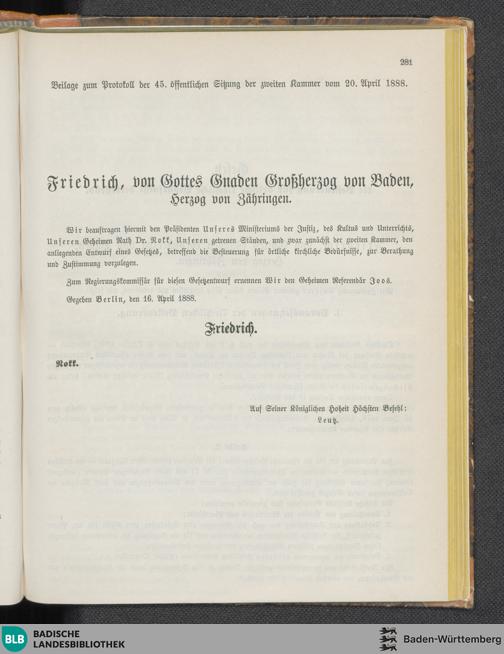 281
Beilage zum Protokoll der 45. öffentlichen Sitzung der zweiten Kammer vom 20. April 1888.
Friedrich, von Gottes Gnaden Großherzog von Baden,
Herzog von Zähringen.
Wir beauftragen hiermit den Präsidenten Unseres Ministeriums der Justiz, des Kultus und Unterrichts,
Unseren Geheimen Rath Dr. Nokk, Unseren getreuen Ständen, und zwar zunächst der zweiten Kammer, den
anliegenden Entwurf eines Gesetzes, betreffend die Besteuerung für örtliche kirchliche Bedürfnisse, zur Berathung
und Zustimmung vorzulegen.
Zum Regierungskommissär für diesen Gesetzentwurf ernennen Wir den Geheimen Referendär Joos.
Gegeben Berlin, den 16. April 1888.
Friedrich.
Nokk.
Auf Seiner Königlichen Hoheit Höchsten Befehl:
Leutz.
BLB BADISCHE
LANDESBIBLIOTHEK
Baden-Württemberg